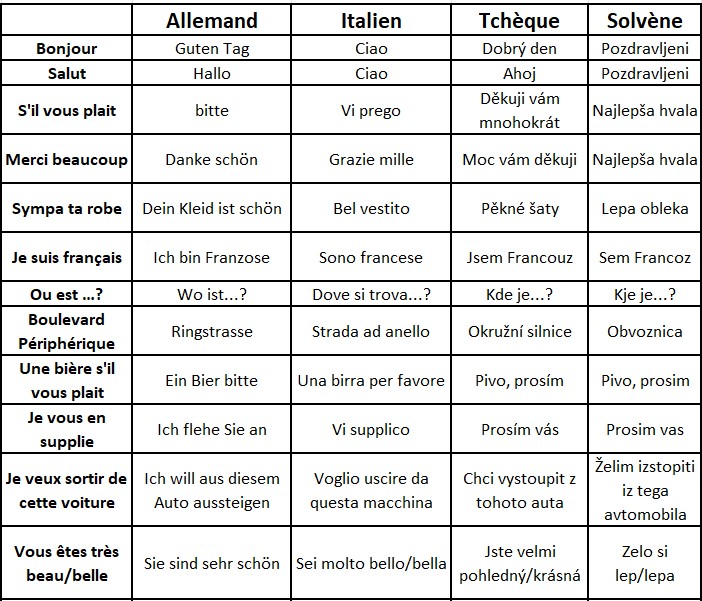 Allemand Italien Tchèque Solvène
Bonjour Guten Tag Ciao Dobrý den Pozdravljeni
Salut Hallo Ciao Ahoj Pozdravljeni
S'il vous plait bitte Vi prego Děkuji vám mnohokrát Najlepša hvala
Merci beaucoup Danke schön Grazie mille Moc vám děkuji Najlepša hvala
Sympa ta robe Dein Kleid ist schön Bel vestito Pěkné šaty Lepa obleka
Je suis français Ich bin Franzose Sono francese Jsem Francouz Sem Francoz
Ou est ...? Wo ist...? Dove si trova...? Kde je...? Kje je...?
Boulevard Périphérique Ringstrasse Strada ad anello Okružní silnice Obvoznica
Une bière s'il vous plait Ein Bier bitte Una birra per favore Pivo, prosím Pivo, prosim
Je vous en supplie Ich flehe Sie an Vi supplico Prosím vás Prosim vas
Je veux sortir de cette voiture Ich will aus diesem Auto aussteigen Voglio uscire da questa macchina Chci vystoupit z tohoto auta Želim izstopiti iz tega avtomobila
Vous êtes très beau/belle Sie sind sehr schön Sei molto bello/bella Jste velmi pohledný/krásná Zelo si lep/lepa